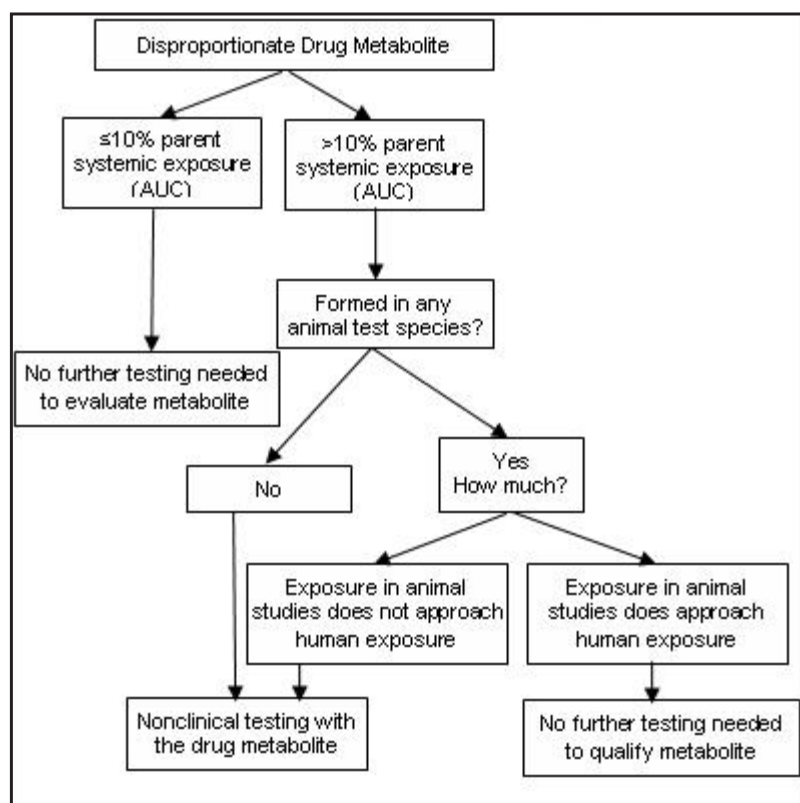 Disproportionate Drug Metabolite
≤10% parent
systemic exposure
(AUC)
>10% parent
systemic exposure
(AUC)
Formed in any
animal test species?
No further testing needed
to evaluate metabolite
No
Yes
How much?
Exposure in animal
studies does not approach
human exposure
Exposure in animal
studies does approach
human exposure
Nonclinical testing with
the drug metabolite
No further testing needed
to qualify metabolite